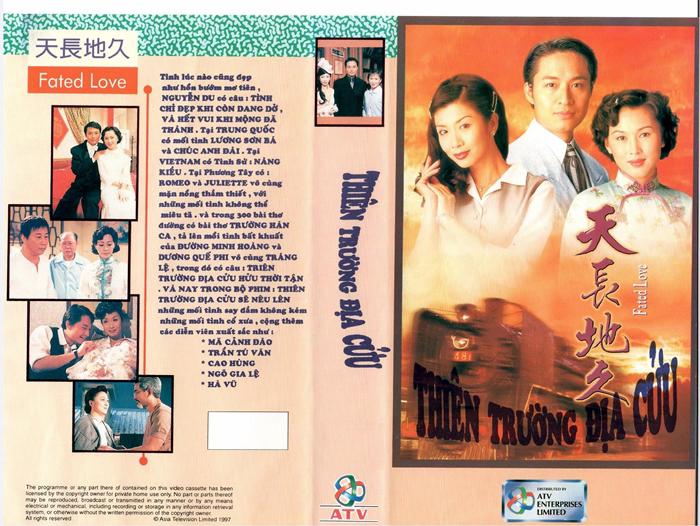 天長地久
Fated Love
Tình lúc nào cũng đẹp
như hồn bướm mơ tiên,
NGUYỄN DU có câu: TÌNH
CHỈ ĐẸP KHI CÒN DANG DỞ,
VÀ HẾT VUI KHI MỘNG ĐÃ
THÀNH. Tại TRUNG QUỐC
có mối tình LƯƠNG SƠN BÁ
và CHÚC ANH ĐÀI. Tại
VIETNAM có Tình Sử: NÀNG
KIỀU. Tại Phương Tây có:
ROMEO và JULIETTE vô cùng
mặn nồng thắm thiết, với
những mối tình không thể
miêu tả. và trong 300 bài thơ
đường có bài thơ TRƯỜNG HẬN
CA, tả lên mối tình bất khuất
của ĐƯỜNG MINH HOÀNG và
DƯƠNG QUẾ PHI vô cùng TRÁNG
LỆ, trong đó có câu: TRIÊN
TRƯỜNG ĐỊA CỬU HỮU THỜI TẬN
. VÀ NAY TRONG BỘ PHIM: THIÊN
TRƯỜNG ĐỊA CỬU SẼ NÊU LÊN
những mối tình say đắm không kém
những mối tình cổ xưa, cộng thêm
các diễn viên xuất sắc như:
* MÃ CẢNH ĐÀO
* TRẦN TÚ VÂN
* CAO HÙNG
* NGÔ GIA LỆ
* HÀ VŨ
The programme or any part there of contained on this video cassette has been
licensed by the copyright owner for private home use only. No part or parts thereof
may be reproduced, broadcast or transmitted in any manner or by any means
electrical or mechanical, including recording or storage in any information retrieval
system, or otherwise without the written permission of the copyright owner.
All rights reserved. © Asia Television Limited 1997
THIÊN TRƯỜNG ĐỊA CỬU
ATV
天長地久
Fated Love
THIÊN TRƯỜNG ĐỊA CỬU
DISTRIBUTED BY
ATV
ENTERPRISES
LIMITED